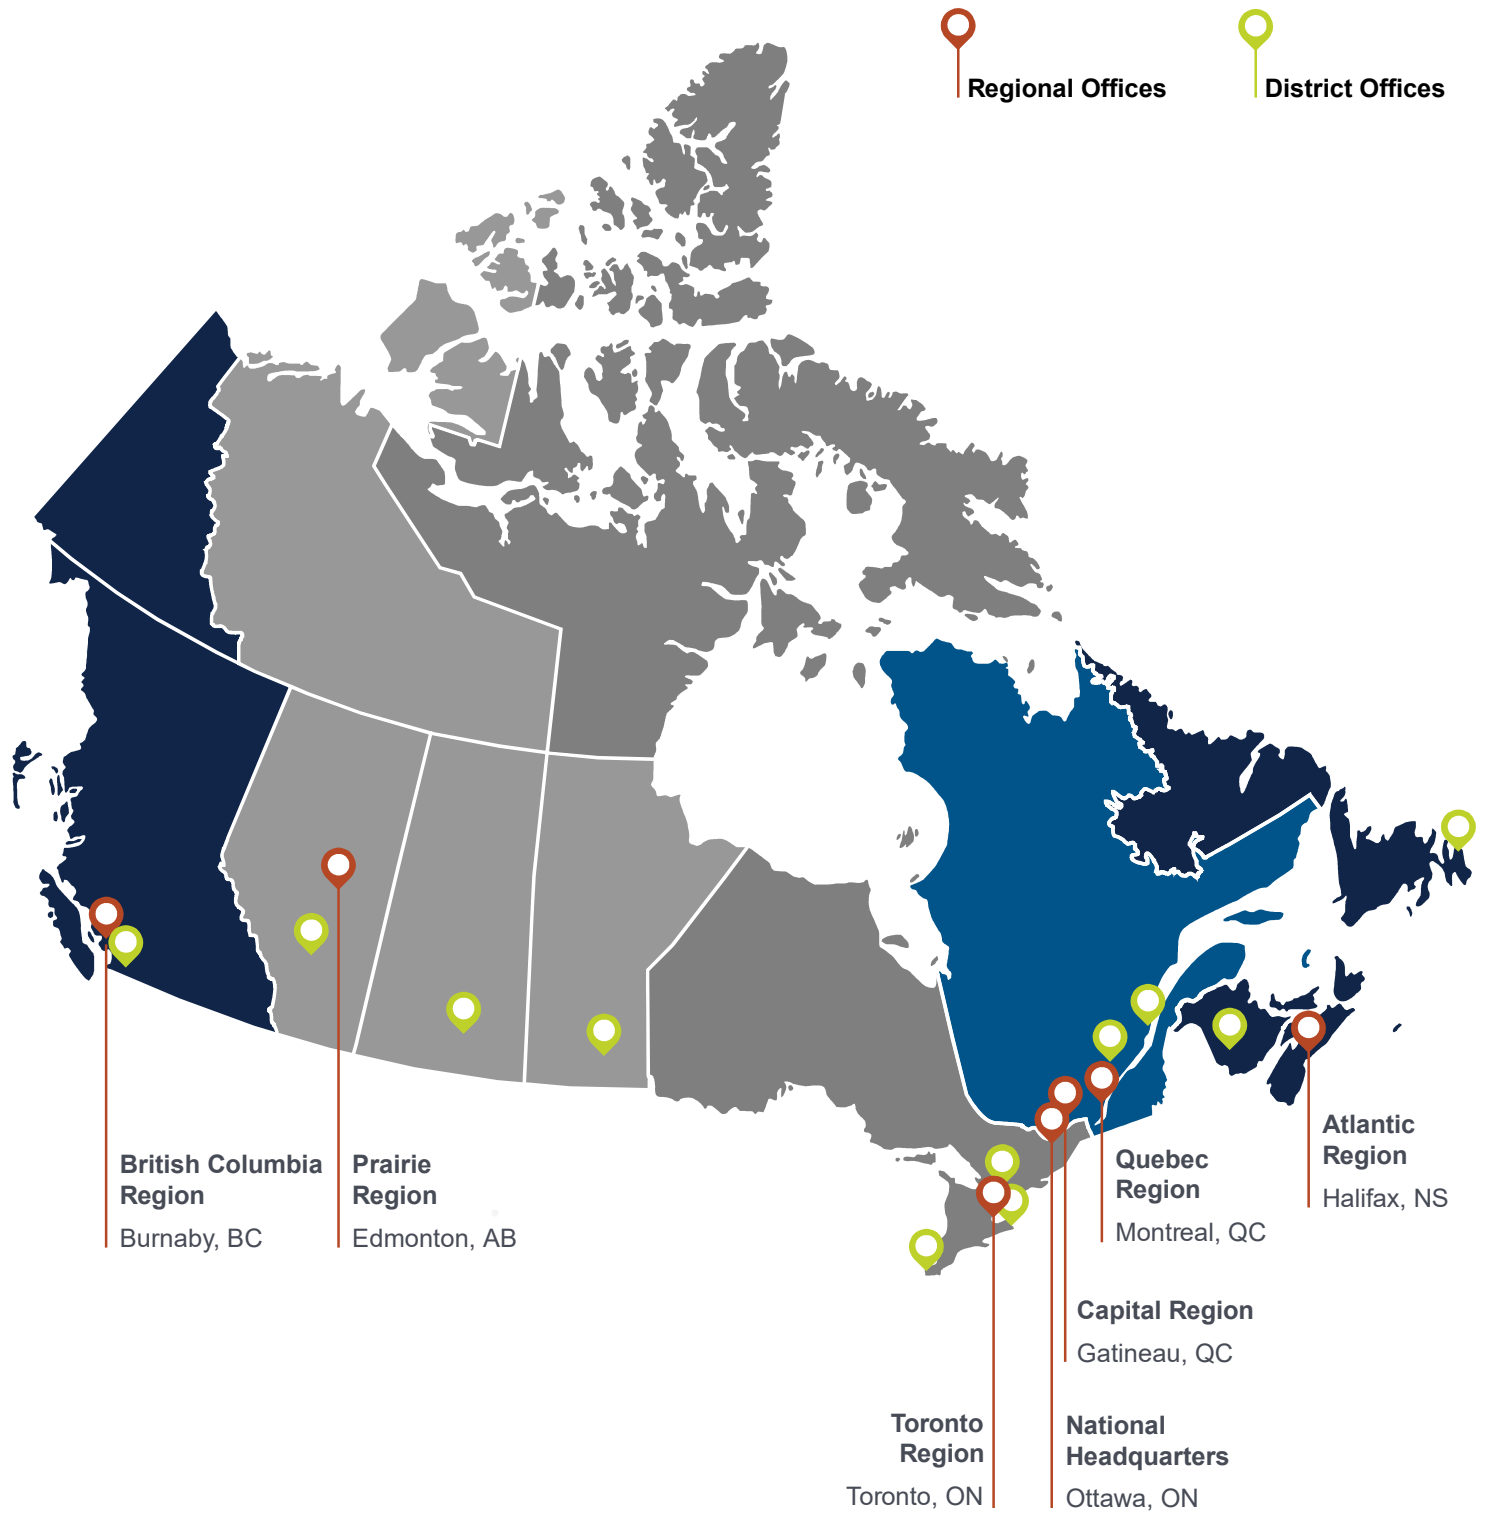 Regional Offices
District Offices
British Columbia
Region
Burnaby, BC
Prairie
Region
Edmonton, AB
Atlantic
Region
Halifax, NS
Quebec
Region
Montreal, QC
Capital Region
Gatineau, QC
Toronto
Region
Toronto, ON
National
Headquarters
Ottawa, ON